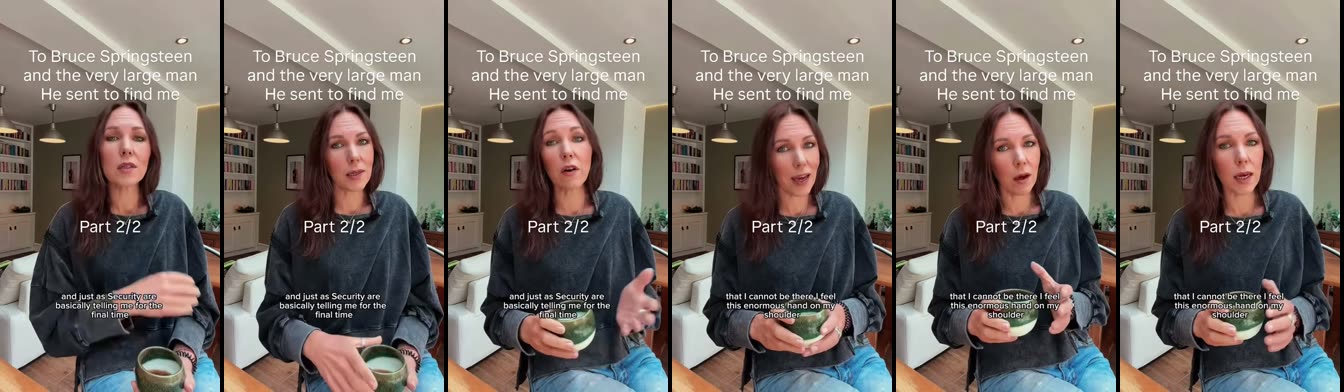 To Bruce Springsteen
and the very large man
He sent to find me
Part 2/2
and just as Security are
basically telling me for the
final time
To Bruce Springsteen
and the very large man
He sent to find me
Part 2/2
and just as Security are
basically telling me for the
final time
To Bruce Springsteen
and the very large man
He sent to find me
Part 2/2
and just as Security are
basically telling me for the
final time
To Bruce Springsteen
and the very large man
He sent to find me
Part 2/2
that I cannot be there I feel
this enormous hand on my
shoulder
To Bruce Springsteen
and the very large man
He sent to find me
Part 2/2
that I cannot be there I feel
this enormous hand on my
shoulder
To Bruce Springsteen
and the very large man
He sent to find me
Part 2/2
that I cannot be there I feel
this enormous hand on my
shoulder